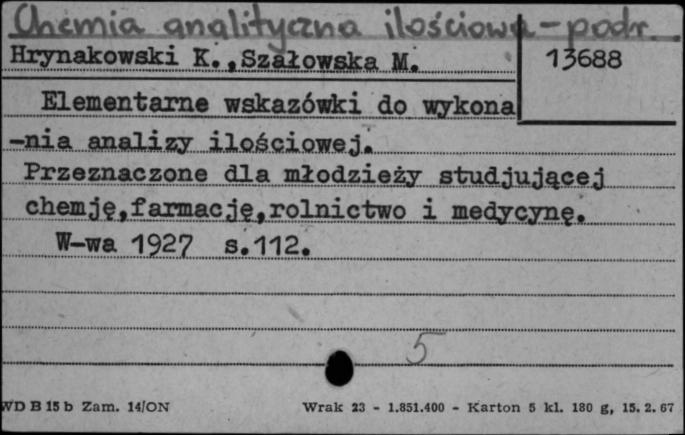 Chemia analityczna ilościowa - podr.
Hrynakowski K., Szałowska M.
13688
Elementarne wskazówki do wykona
-nia analizy ilościowej.
Przeznaczone dla młodzieży studjującej
chemję,farmację,rolnictwo i medycynę.
W-wa 1927 s.112.
5
WD B 15 b Zam. 14/ON Wrak 23 - 1.851.400 - Karton 5 kl. 180 g, 15. 2. 67